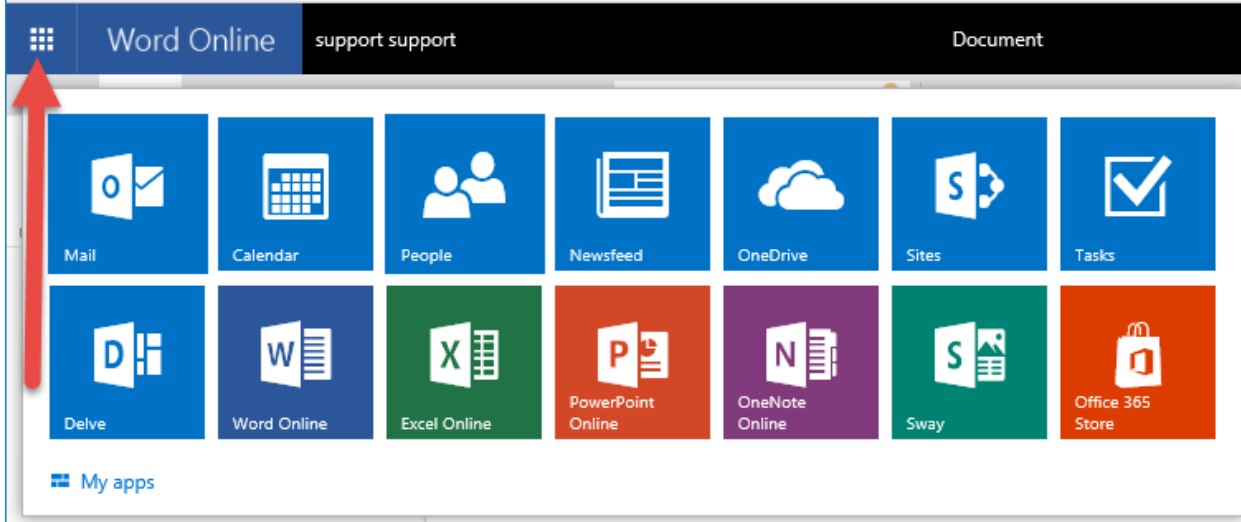 Word Online
support support
Document
Mail
Calendar
People
Newsfeed
OneDrive
Sites
Tasks
Delve
Word Online
Excel Online
PowerPoint
Online
OneNote
Online
Sway
Office 365
Store
My apps